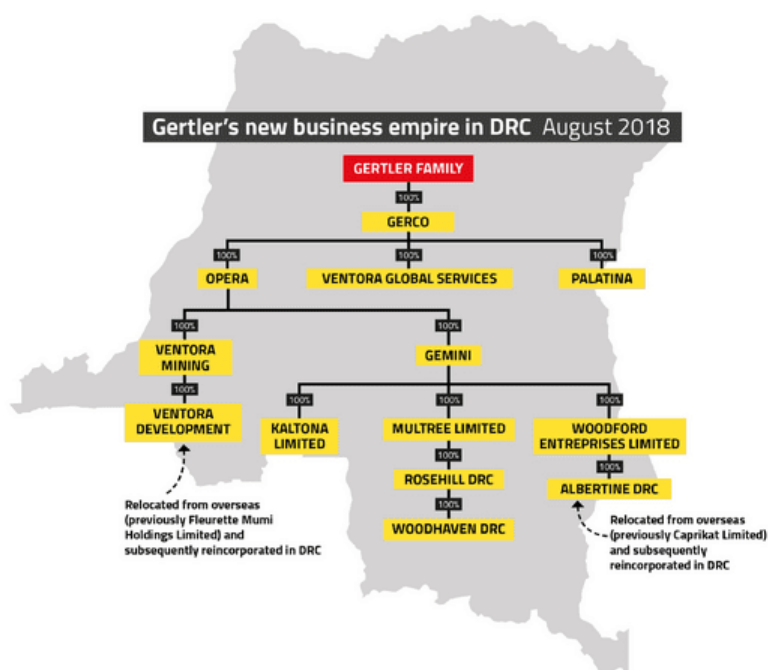 Gertler's new business empire in DRC August 2018
GERTLER FAMILY
100%
GERCO
100% 100% 100%
OPERA VENTORA GLOBAL SERVICES PALATINA
100% 100%
VENTORA
MINING
GEMINI
100% 100% 100% 100%
VENTORA
DEVELOPMENT
KALTONA
LIMITED
MULTREE LIMITED
WOODFORD
ENTREPRISES LIMITED
100% 100%
ROSEHILL DRC
ALBERTINE DRC
100%
WOODHAVEN DRC
Relocated from overseas
(previously Fleurette Mumi
Holdings Limited) and
subsequently reincorporated in DRC
Relocated from overseas
(previously Caprikat Limited)
and subsequently
reincorporated in DRC